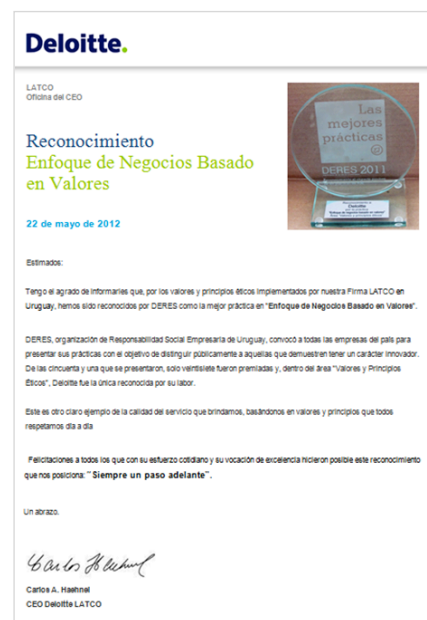 Deloitte.
LATCO
Oficina del CEO
Reconocimiento
Enfoque de Negocios Basado
en Valores
Las
mejores
prácticas
DERES 2011
22 de mayo de 2012
Estimados:
Tengo el agrado de informarles que, por los valores y principios éticos implementados por nuestra Firma LATCO en
Uruguay, hemos sido reconocidos por DERES como la mejor práctica en "Enfoque de Negocios Basado en Valores".
DERES, organización de Responsabilidad Social Empresaria de Uruguay, convocó a todas las empresas del país para
presentar sus prácticas con el objetivo de distinguir públicamente a aquellas que demuestren tener un carácter innovador.
De las cincuenta y una que se presentaron, solo veintisiete fueron premiadas y, dentro del área "Valores y Principios
Éticos", Deloitte fue la única reconocida por su labor.
Este es otro claro ejemplo de la calidad del servicio que brindamos, basándonos en valores y principios que todos
respetamos día a día
Felicitaciones a todos los que con su esfuerzo cotidiano y su vocación de excelencia hicieron posible este reconocimiento
que nos posiciona: "Siempre un paso adelante".
Un abrazo.
Carlos Haehnel
Carlos A. Haehnel
CEO Deloitte LATCO